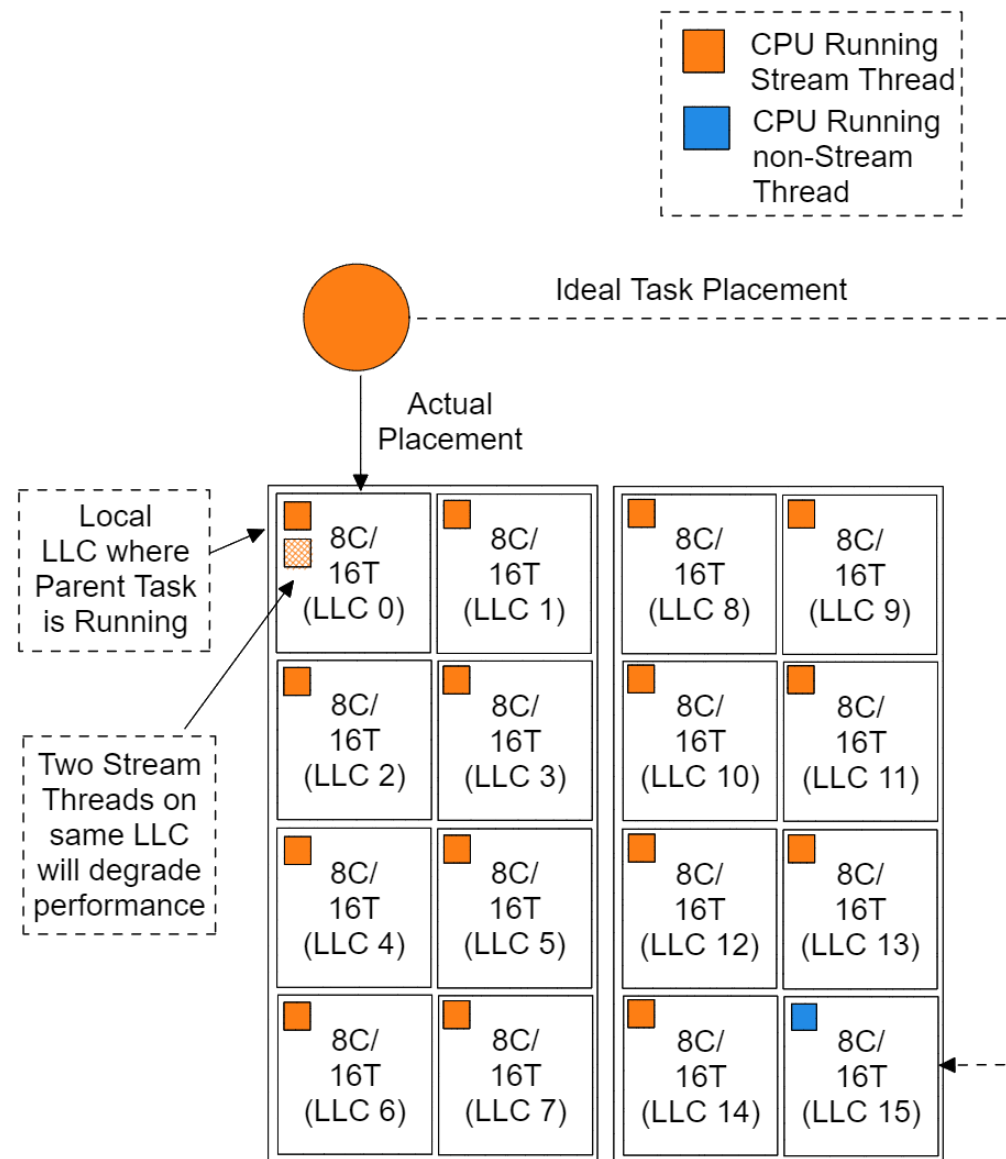 CPU Running
Stream Thread
CPU Running
non-Stream
Thread
Ideal Task Placement
Actual
Placement
Local
LLC where
Parent Task
is Running
Two Stream
Threads on
same LLC
will degrade
performance
8C/
16T
(LLC 0)
8C/
16T
(LLC 1)
8C/
16T
(LLC 8)
8C/
16T
(LLC 9)
8C/
16T
(LLC 2)
8C/
16T
(LLC 3)
8C/
16T
(LLC 10)
8C/
16T
(LLC 11)
8C/
16T
(LLC 4)
8C/
16T
(LLC 5)
8C/
16T
(LLC 12)
8C/
16T
(LLC 13)
8C/
16T
(LLC 6)
8C/
16T
(LLC 7)
8C/
16T
(LLC 14)
8C/
16T
(LLC 15)